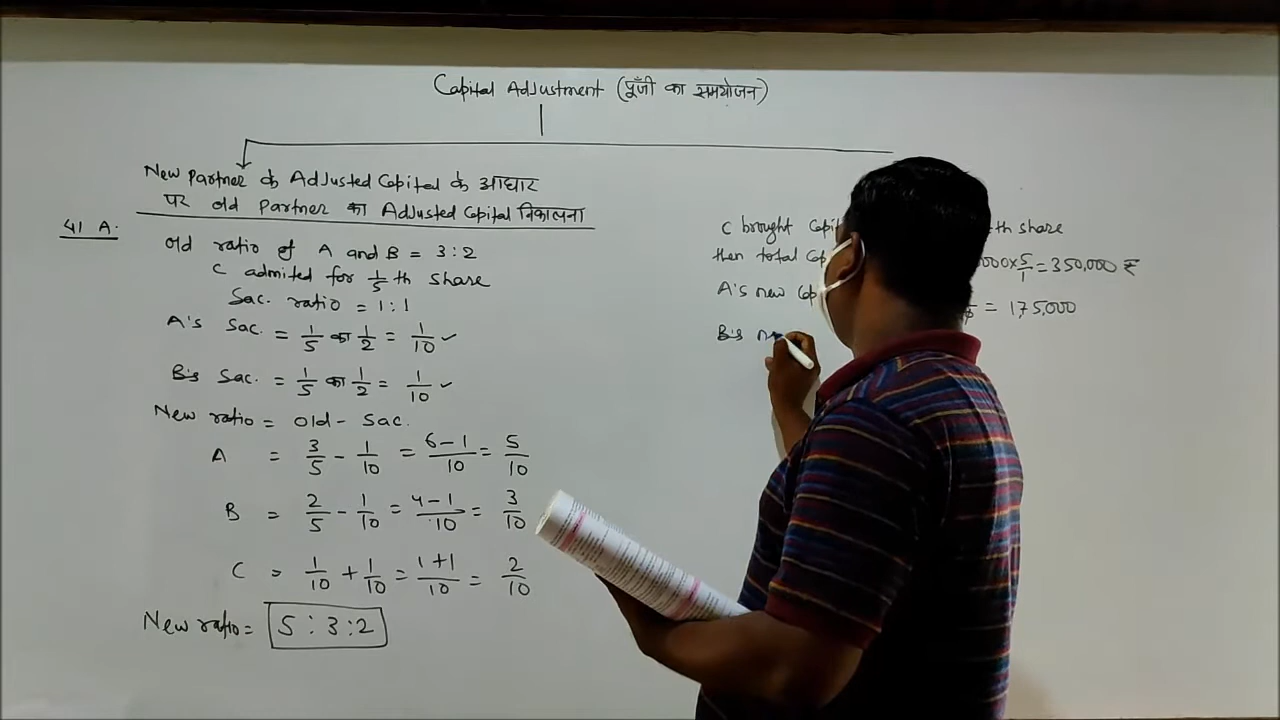 Capital Adjustment (पूँजी का समयोजन)
New Partner के Adjusted Capital के आधार
पर old Partner का Adjusted Capital निकालना
41 A.
Old ratio of A and B = 3:2
C admited for 1/5 th share
Sac. ratio = 1:1
A's Sac. = 1/5 का 1/2 = 1/10 ✓
B's Sac. = 1/5 का 1/2 = 1/10 ✓
New ratio = Old - Sac.
A = 3/5 - 1/10 = 6-1/10 = 5/10
B = 2/5 - 1/10 = 4-1/10 = 3/10
C = 1/10 + 1/10 = 1+1/10 = 2/10
New ratio = 5:3:2
C brought th share
then total 000×5/1 = 350,000 ₹
A's new = 175,000
B's